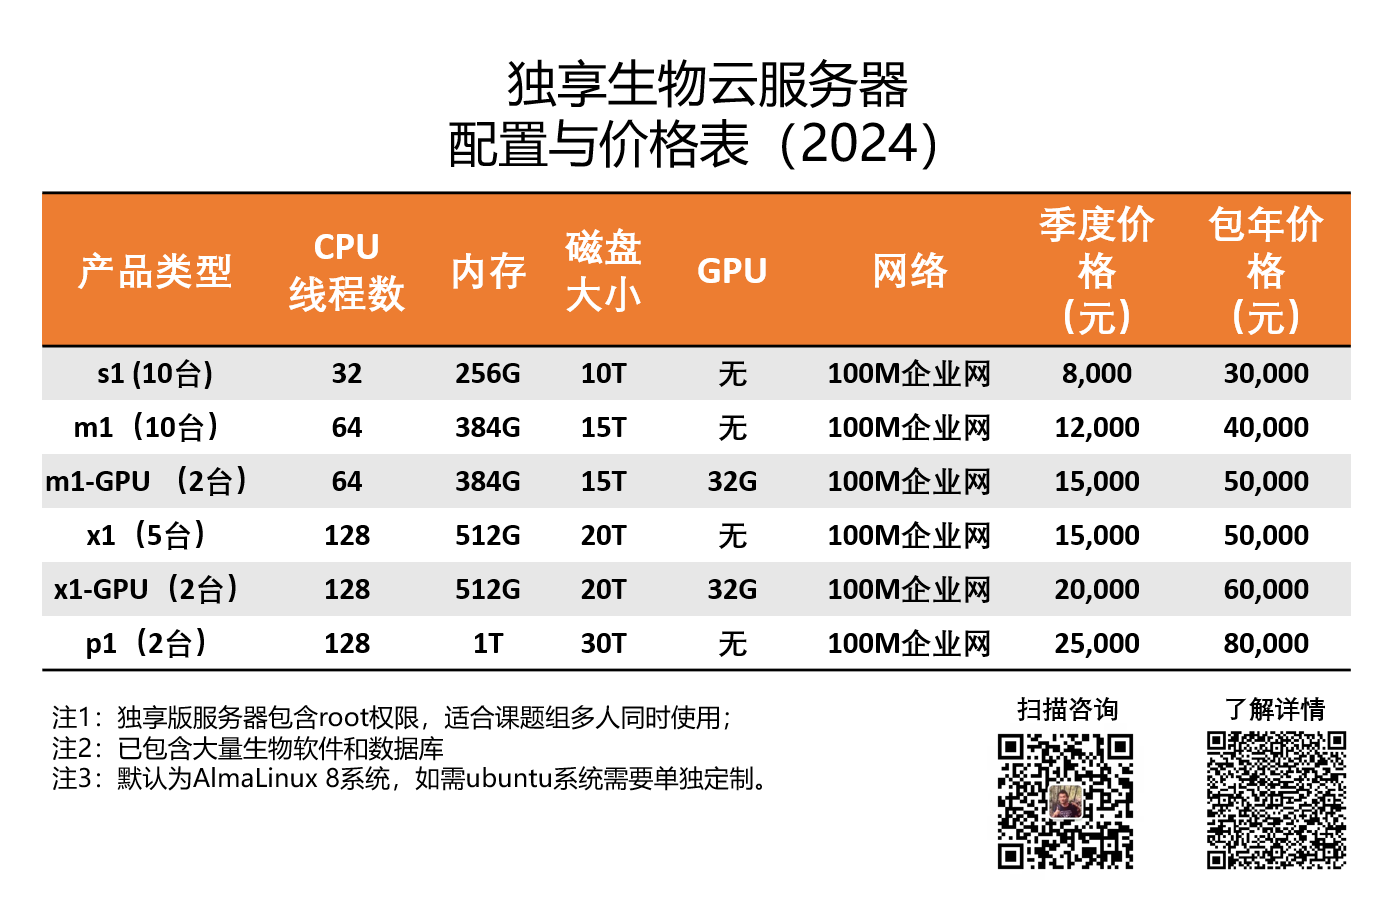 独享生物云服务器
配置与价格表（2024）
产品类型 CPU线程数 内存 磁盘大小 GPU 网络 季度价格（元） 包年价格（元）
s1 (10台) 32 256G 10T 无 100M企业网 8,000 30,000
m1（10台） 64 384G 15T 无 100M企业网 12,000 40,000
m1-GPU （2台） 64 384G 15T 32G 100M企业网 15,000 50,000
x1（5台） 128 512G 20T 无 100M企业网 15,000 50,000
x1-GPU（2台） 128 512G 20T 32G 100M企业网 20,000 60,000
p1（2台） 128 1T 30T 无 100M企业网 25,000 80,000
注1：独享版服务器包含root权限，适合课题组多人同时使用；
注2：已包含大量生物软件和数据库
注3：默认为AlmaLinux 8系统，如需ubuntu系统需要单独定制。
扫描咨询
了解详情